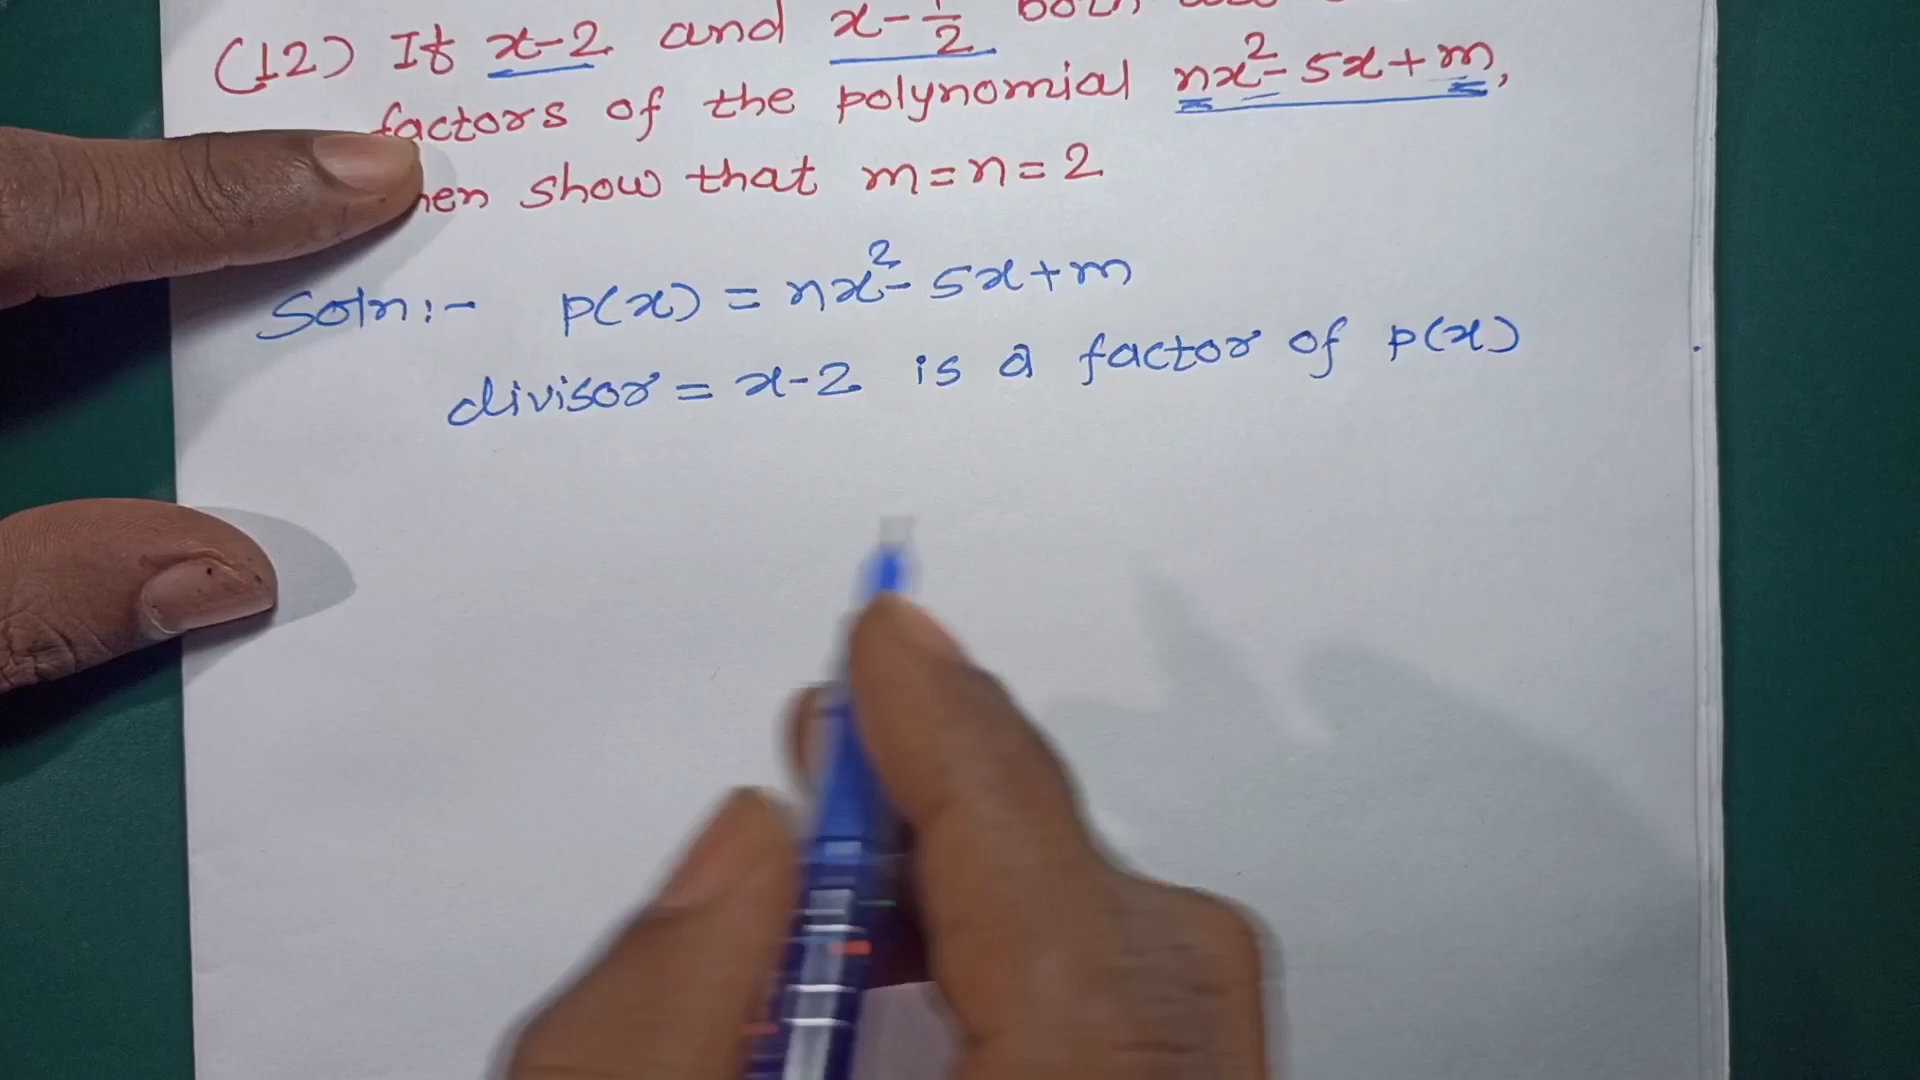 (12) If x-2 and x-1/2 both
factors of the polynomial nx²-5x+m,
hen show that m=n=2
Soln:- p(x) = nx²-5x+m
divisor = x-2 is a factor of p(x)